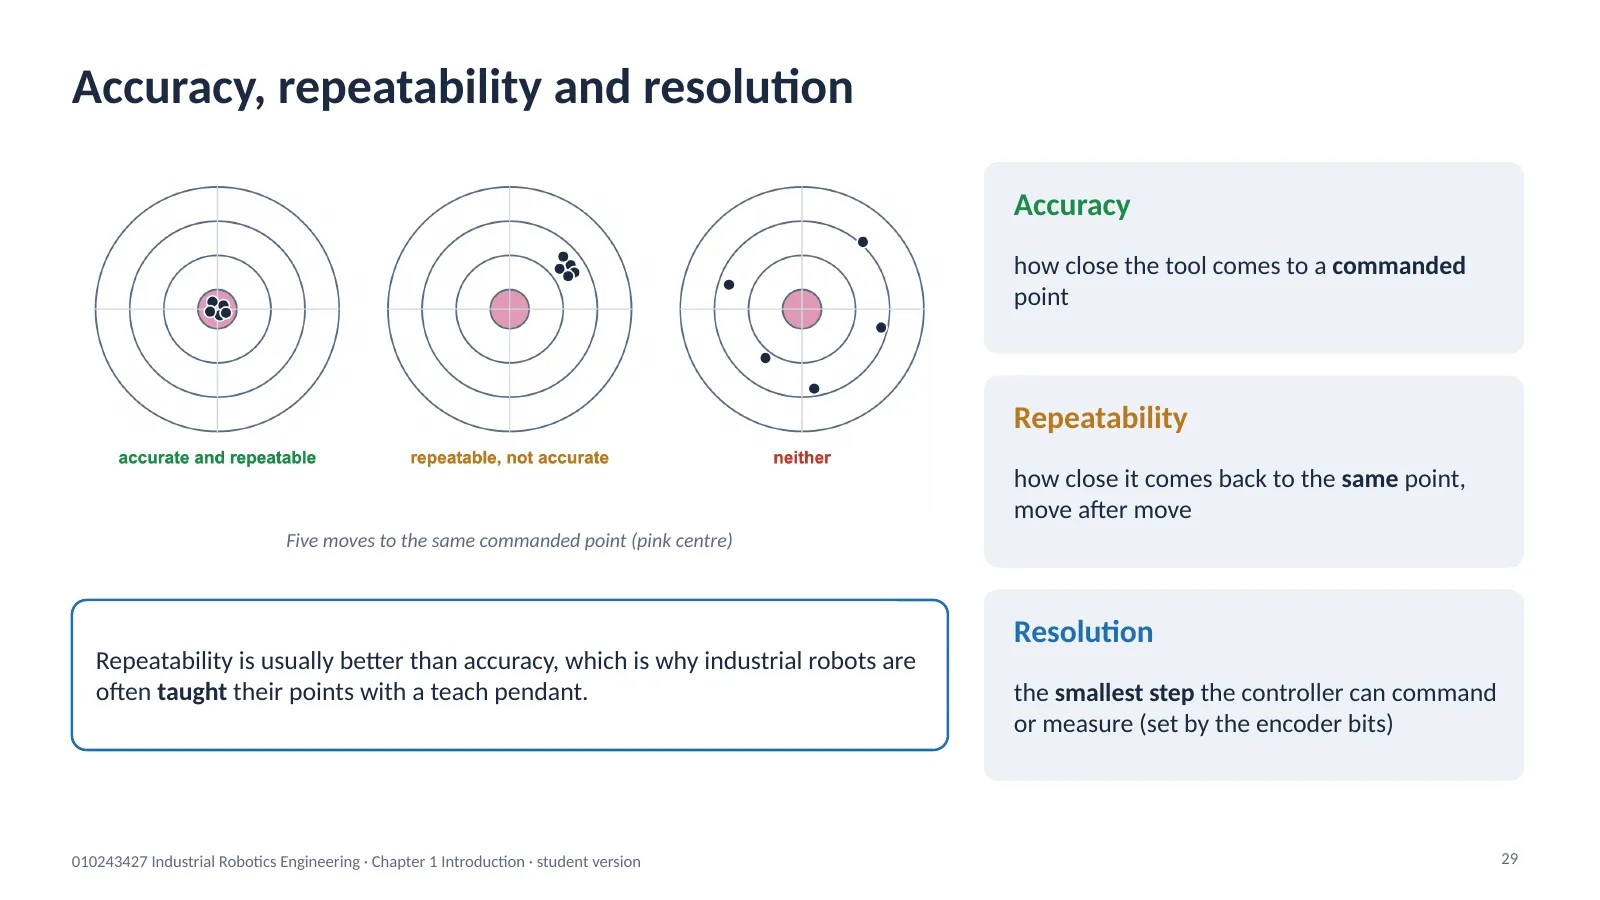 Accuracy, repeatability and resolution
accurate and repeatable
repeatable, not accurate
neither
Five moves to the same commanded point (pink centre)
Repeatability is usually better than accuracy, which is why industrial robots are
often taught their points with a teach pendant.
Accuracy
how close the tool comes to a commanded
point
Repeatability
how close it comes back to the same point,
move after move
Resolution
the smallest step the controller can command
or measure (set by the encoder bits)
010243427 Industrial Robotics Engineering · Chapter 1 Introduction · student version
29